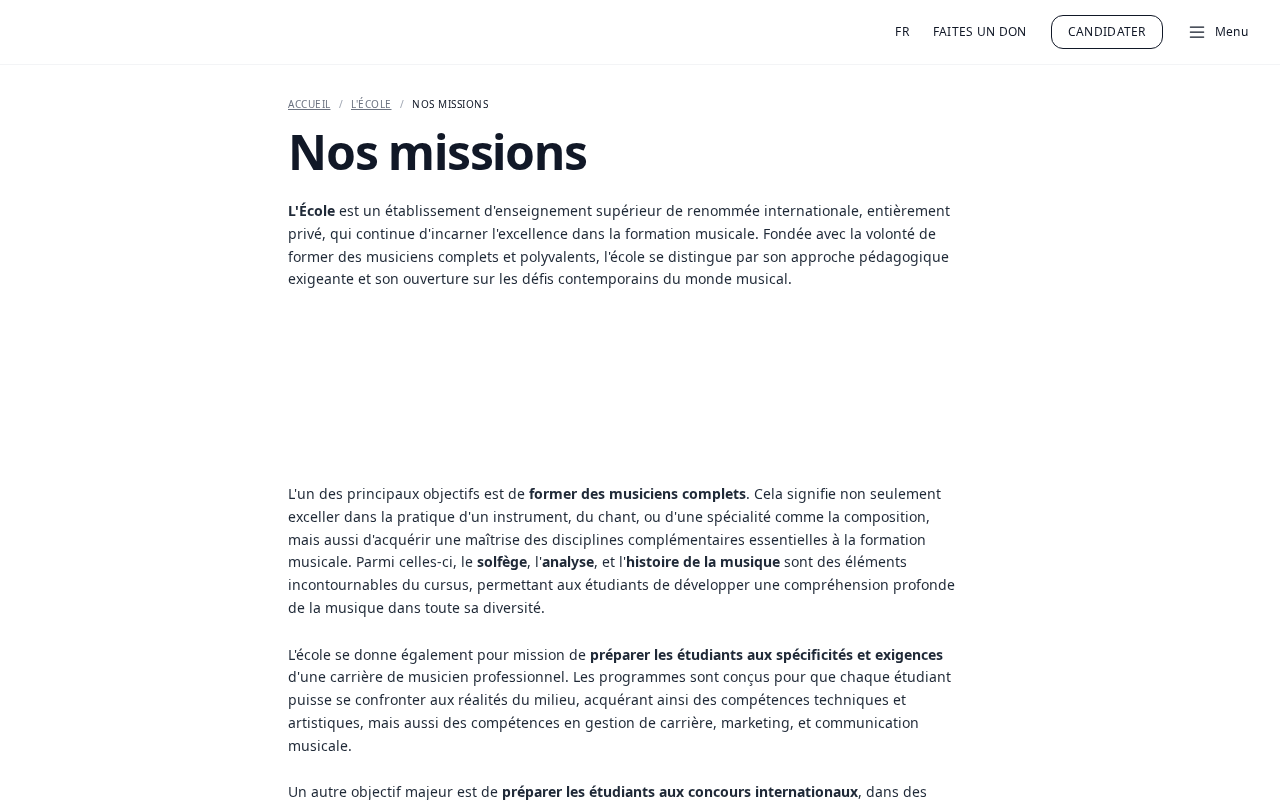 FR FAITES UN DON CANDIDATER Menu
ACCUEIL / L'ÉCOLE / NOS MISSIONS
Nos missions
L'École est un établissement d'enseignement supérieur de renommée internationale, entièrement
privé, qui continue d'incarner l'excellence dans la formation musicale. Fondée avec la volonté de
former des musiciens complets et polyvalents, l'école se distingue par son approche pédagogique
exigeante et son ouverture sur les défis contemporains du monde musical.
L'un des principaux objectifs est de former des musiciens complets. Cela signifie non seulement
exceller dans la pratique d'un instrument, du chant, ou d'une spécialité comme la composition,
mais aussi d'acquérir une maîtrise des disciplines complémentaires essentielles à la formation
musicale. Parmi celles-ci, le solfège, l'analyse, et l'histoire de la musique sont des éléments
incontournables du cursus, permettant aux étudiants de développer une compréhension profonde
de la musique dans toute sa diversité.
L'école se donne également pour mission de préparer les étudiants aux spécificités et exigences
d'une carrière de musicien professionnel. Les programmes sont conçus pour que chaque étudiant
puisse se confronter aux réalités du milieu, acquérant ainsi des compétences techniques et
artistiques, mais aussi des compétences en gestion de carrière, marketing, et communication
musicale.
Un autre objectif majeur est de préparer les étudiants aux concours internationaux, dans des